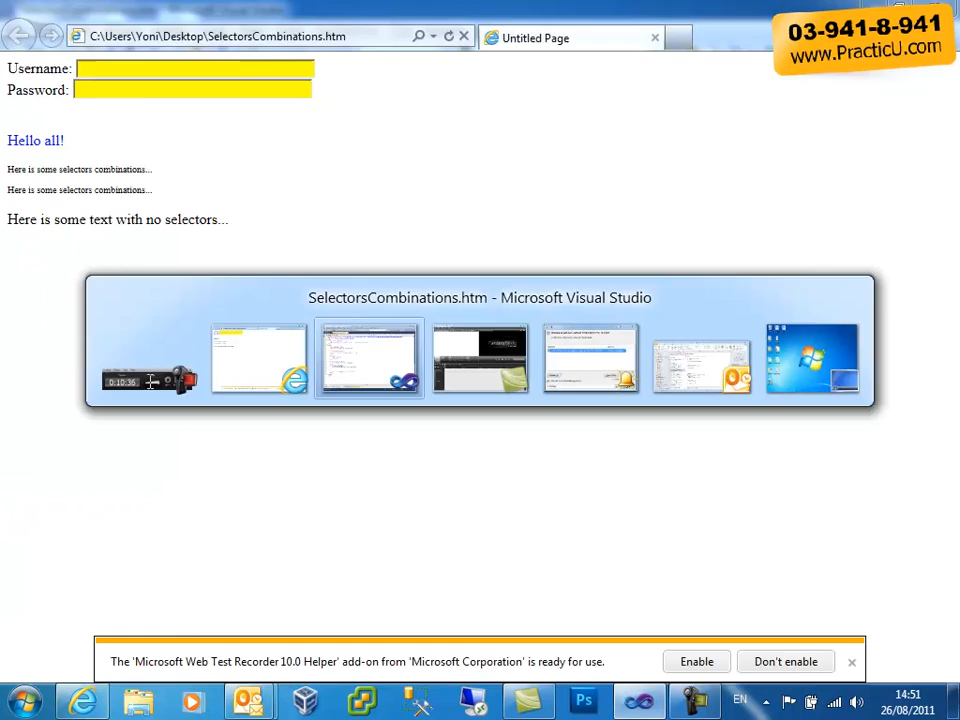 03-941-8-941
www.PracticU.com
C:\Users\Yoni\Desktop\SelectorsCombinations.htm
Untitled Page
Username:
Password:
Hello all!
Here is some selectors combinations...
Here is some selectors combinations...
Here is some text with no selectors...
SelectorsCombinations.htm - Microsoft Visual Studio
0:10:36
The 'Microsoft Web Test Recorder 10.0 Helper' add-on from 'Microsoft Corporation' is ready for use.
Enable
Don't enable
Ps
EN
14:51
26/08/2011